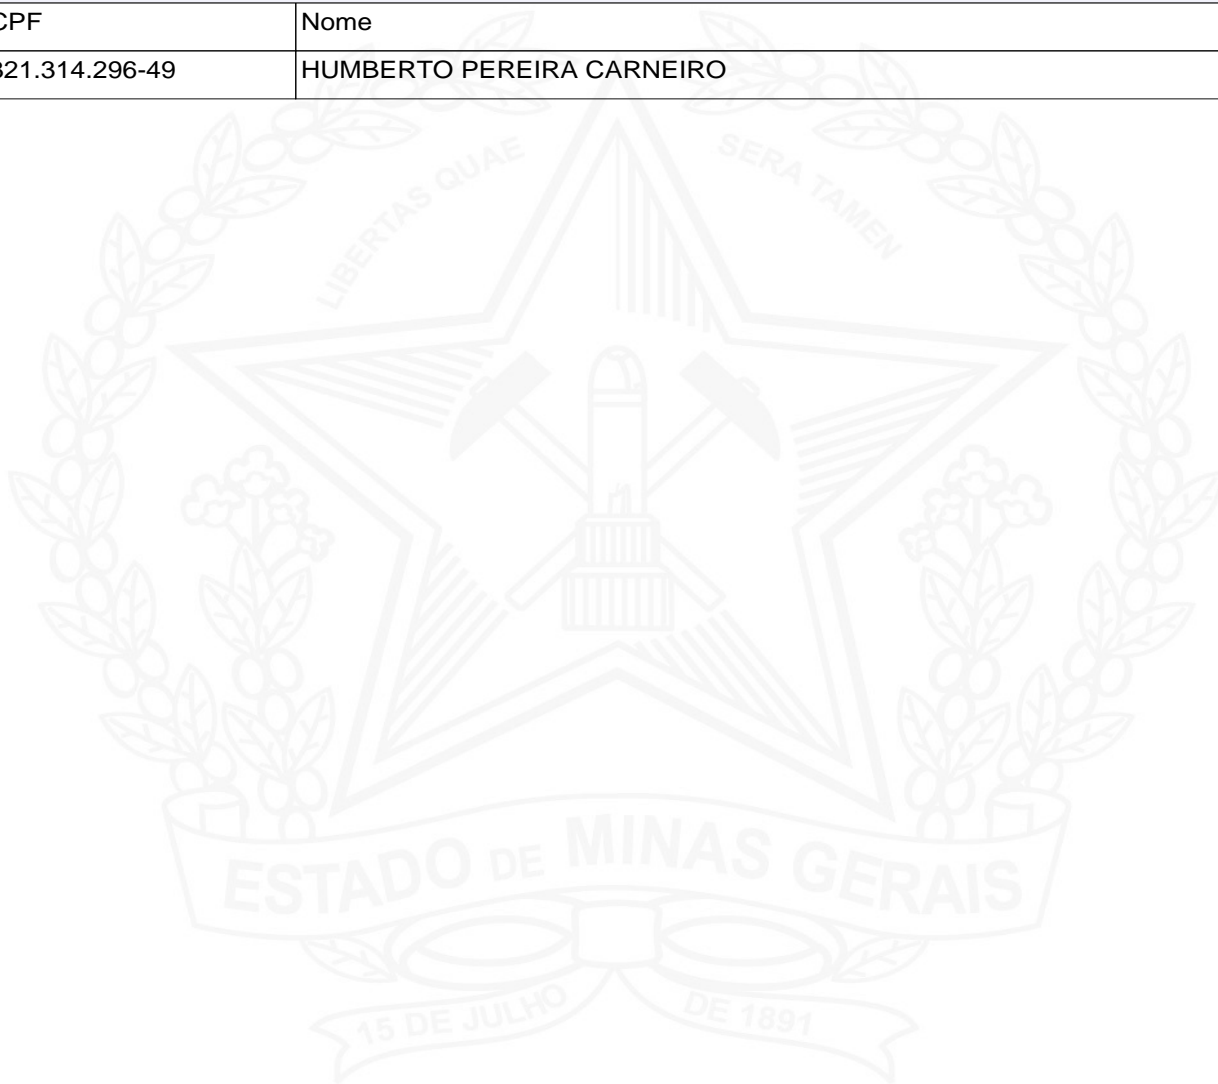 CPF Nome
821.314.296-49 HUMBERTO PEREIRA CARNEIRO
LIBERTAS QUAE SERA TAMEN
ESTADO DE MINAS GERAIS
15 DE JULHO DE 1891